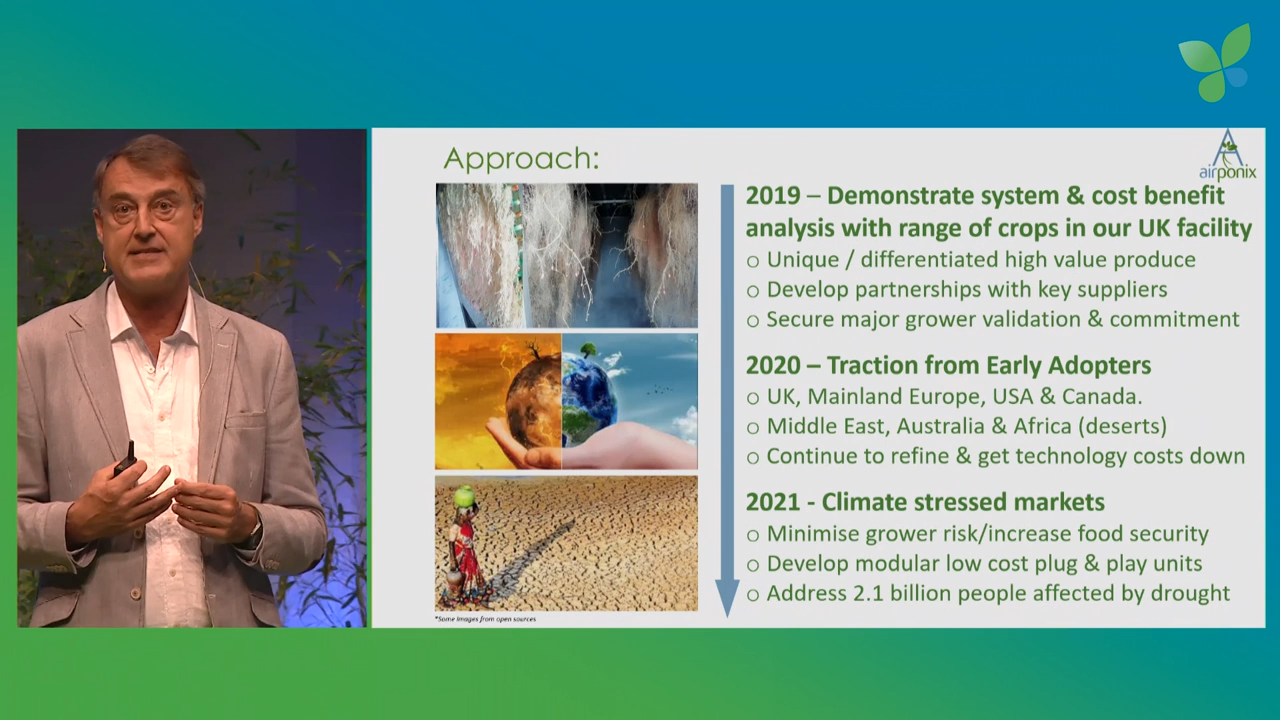 Approach:
airponix
2019 – Demonstrate system & cost benefit
analysis with range of crops in our UK facility
o Unique / differentiated high value produce
o Develop partnerships with key suppliers
o Secure major grower validation & commitment
2020 – Traction from Early Adopters
o UK, Mainland Europe, USA & Canada.
o Middle East, Australia & Africa (deserts)
o Continue to refine & get technology costs down
2021 - Climate stressed markets
o Minimise grower risk/increase food security
o Develop modular low cost plug & play units
o Address 2.1 billion people affected by drought
*Some images from open sources